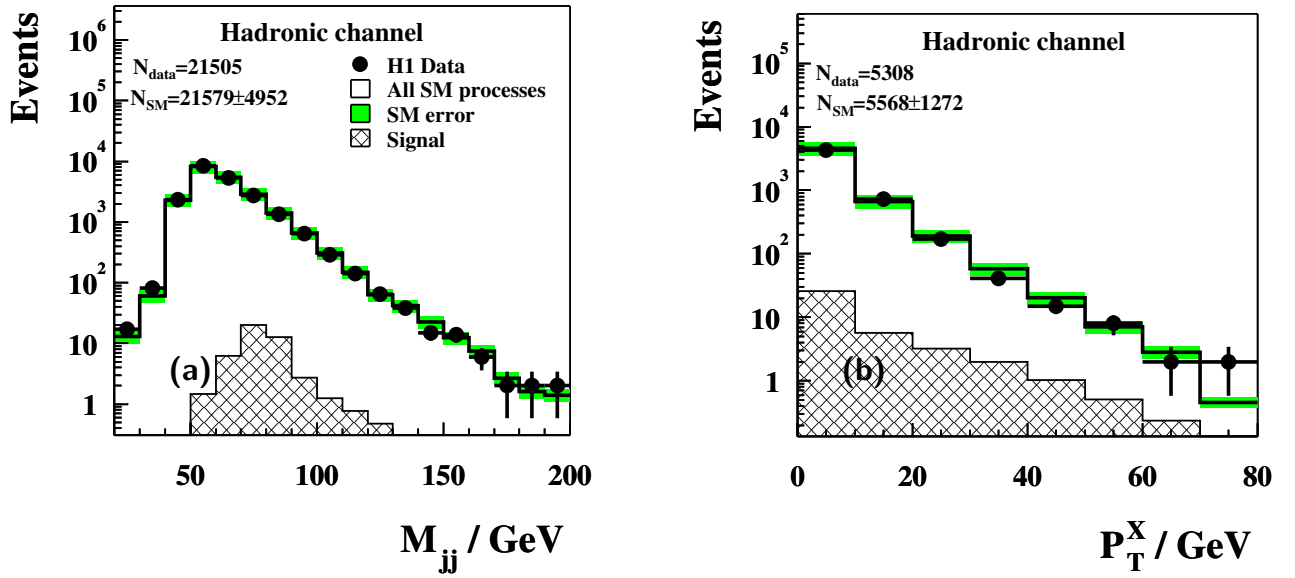 Events
10^6
10^5
10^4
10^3
10^2
10
1
Hadronic channel
N_data=21505
N_SM=21579±4952
H1 Data
All SM processes
SM error
Signal
(a)
50 100 150 200
M_jj / GeV
Events
10^5
10^4
10^3
10^2
10
1
Hadronic channel
N_data=5308
N_SM=5568±1272
(b)
0 20 40 60 80
P_T^X / GeV